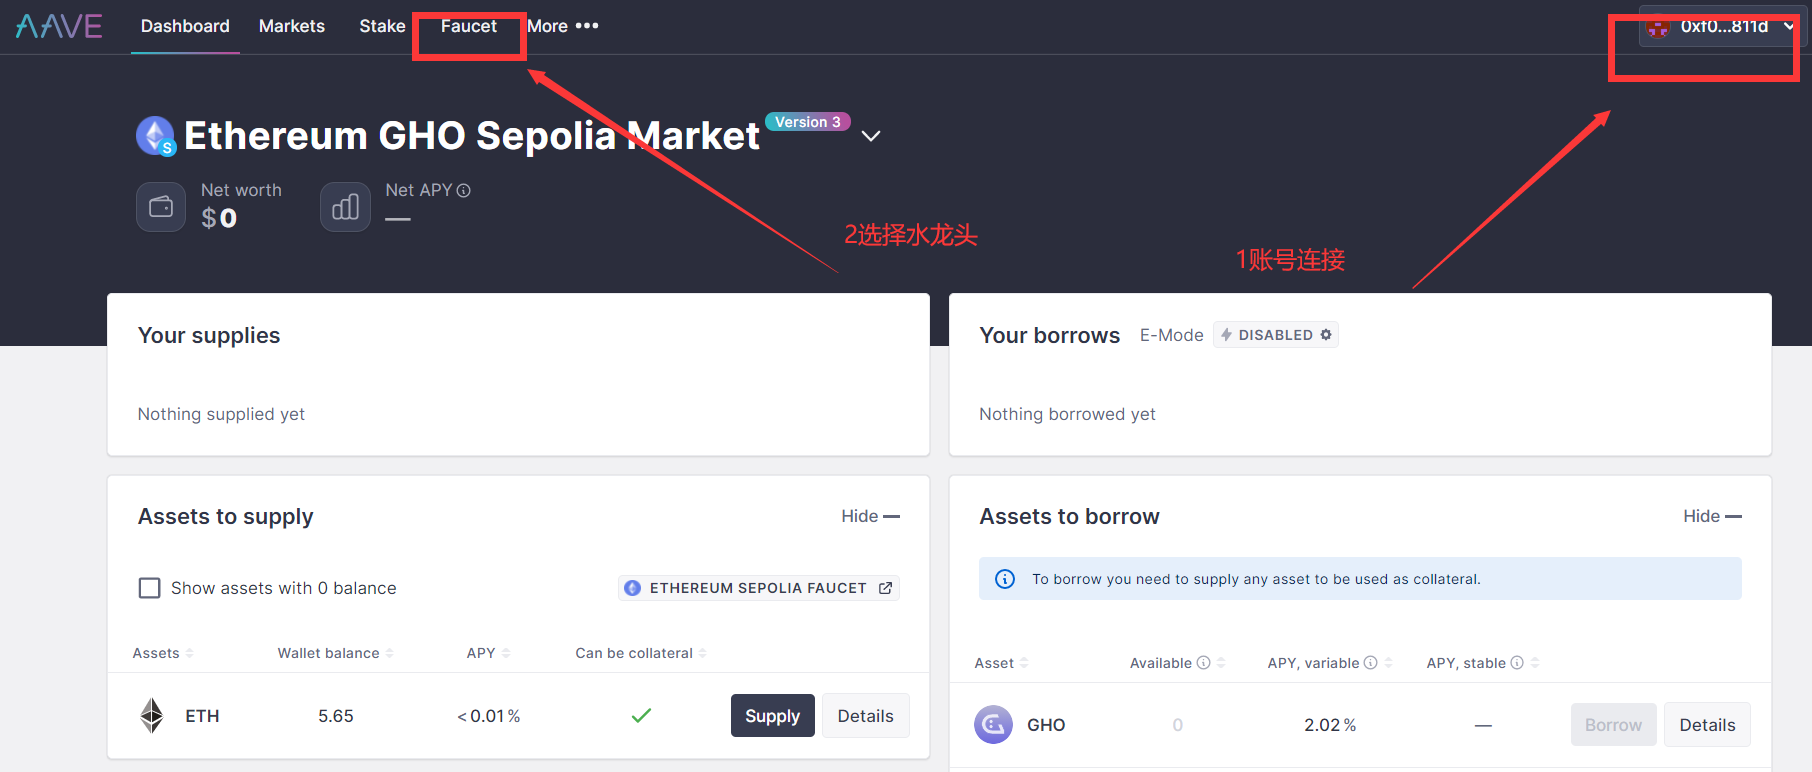 AAVE Dashboard Markets Stake Faucet More ••• 0xf0...811d
Ethereum GHO Sepolia Market Version 3
S
Net worth
$0
Net APY
—
2选择水龙头
1账号连接
Your supplies
Nothing supplied yet
Your borrows E-Mode DISABLED
Nothing borrowed yet
Assets to supply Hide —
Show assets with 0 balance ETHEREUM SEPOLIA FAUCET
Assets Wallet balance APY Can be collateral
ETH 5.65 <0.01% Supply Details
Assets to borrow Hide —
To borrow you need to supply any asset to be used as collateral.
Asset Available APY, variable APY, stable
GHO 0 2.02% — Borrow Details